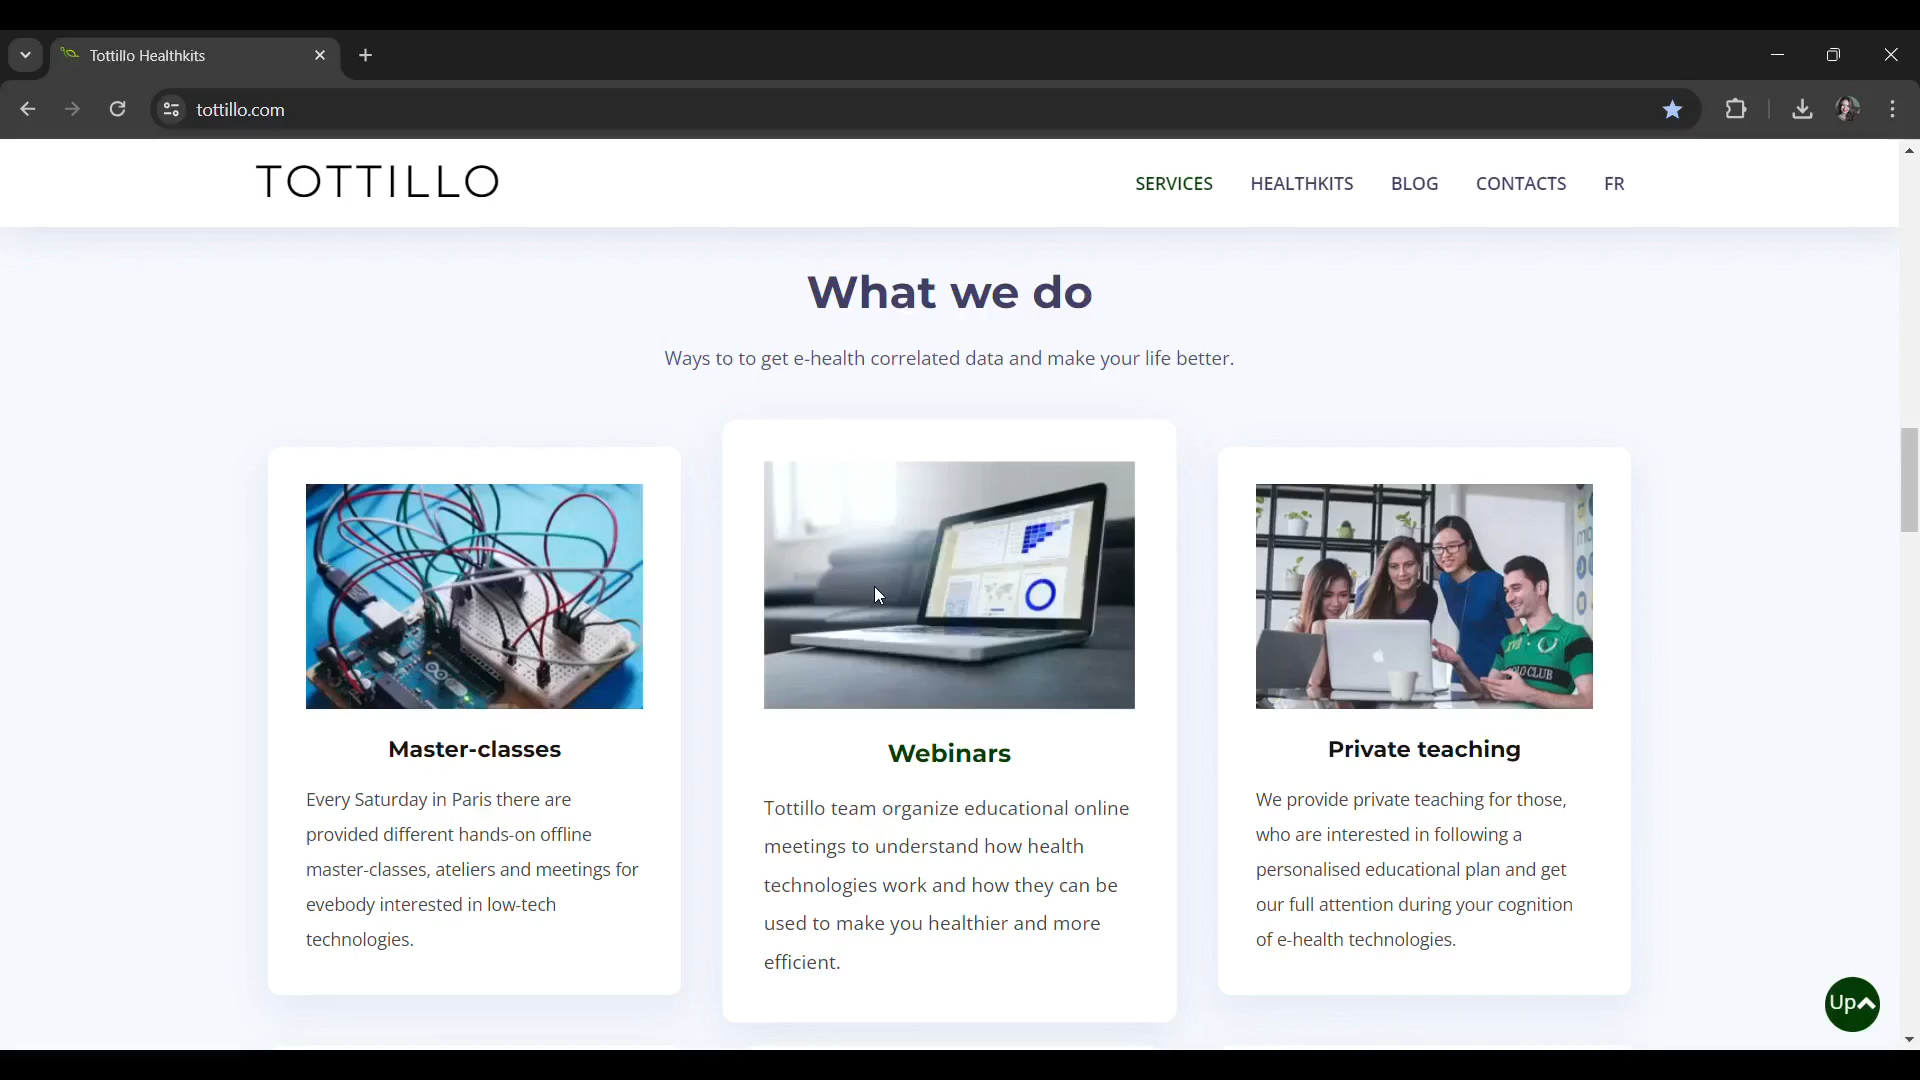 Tottillo Healthkits
tottillo.com
TOTTILLO
SERVICES HEALTHKITS BLOG CONTACTS FR
What we do
Ways to to get e-health correlated data and make your life better.
Master-classes
Every Saturday in Paris there are
provided different hands-on offline
master-classes, ateliers and meetings for
evebody interested in low-tech
technologies.
Webinars
Tottillo team organize educational online
meetings to understand how health
technologies work and how they can be
used to make you healthier and more
efficient.
Private teaching
We provide private teaching for those,
who are interested in following a
personalised educational plan and get
our full attention during your cognition
of e-health technologies.
Up